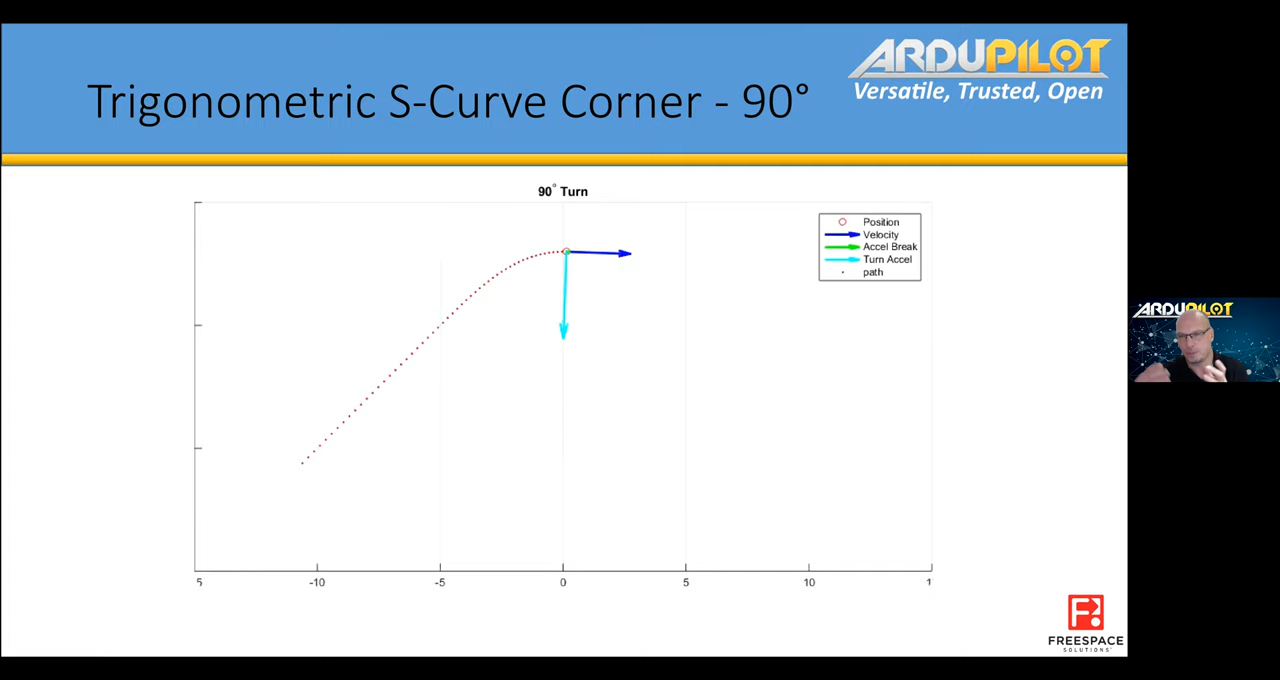 ARDUPILOT
Versatile, Trusted, Open
Trigonometric S-Curve Corner - 90°
90° Turn
Position
Velocity
Accel Break
Turn Accel
path
ARDUPILOT
5
-10
-5
0
5
10
1
FREESPACE
SOLUTIONS